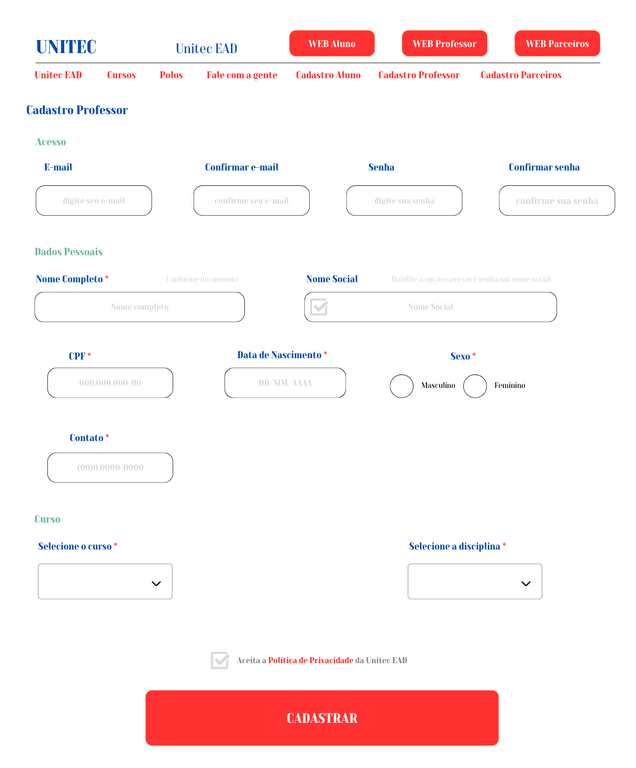 UNITEC Unitec EAD WEB Aluno WEB Professor WEB Parceiros
Unitec EAD Cursos Polos Fale com a gente Cadastro Aluno Cadastro Professor Cadastro Parceiros
Cadastro Professor
Acesso
E-mail Confirmar e-mail Senha Confirmar senha
digite seu e-mail confirme seu e-mail digite sua senha confirme sua senha
Dados Pessoais
Nome Completo * Conforme documento Nome Social Habilite a opção caso você tenha um nome social
Nome completo Nome Social
CPF * Data de Nascimento * Sexo *
000.000.000-00 DD/MM/AAAA Masculino Feminino
Contato *
(00)0.0000-0000
Curso
Selecione o curso * Selecione a disciplina *
Aceita a Política de Privacidade da Unitec EAD
CADASTRAR